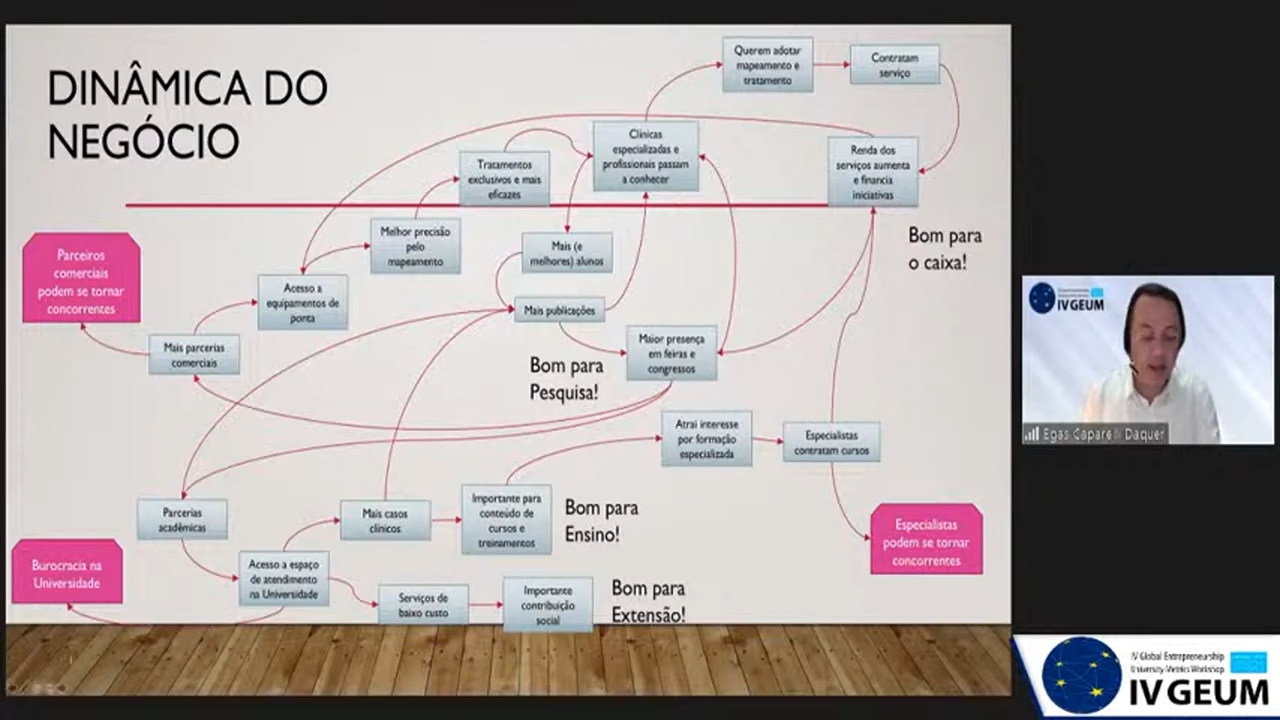 DINÂMICA DO
NEGÓCIO
Querem adotar
mapeamento e
tratamento
Contratam
serviço
Clínicas
especializadas e
profissionais passam
a conhecer
Renda dos
serviços aumenta
e financia
iniciativas
Tratamentos
exclusivos e mais
eficazes
Melhor precisão
pelo
mapeamento
Mais (e
melhores) alunos
Bom para
o caixa!
Parceiros
comerciais
podem se tornar
concorrentes
Acesso a
equipamentos de
ponta
Mais publicações
Mais parcerias
comerciais
Maior presença
em feiras e
congressos
Bom para
Pesquisa!
Atrai interesse
por formação
especializada
Especialistas
contratam cursos
Parcerias
acadêmicas
Mais casos
clínicos
Importante para
conteúdo de
cursos e
treinamentos
Bom para
Ensino!
Especialistas
podem se tornar
concorrentes
Burocracia na
Universidade
Acesso a espaço
de atendimento
na Universidade
Serviços de
baixo custo
Importante
contribuição
social
Bom para
Extensão!
IV GEUM
Egas Caparelli Daquer
IV Global Entrepreneurship
University Metrics Workshop
IV GEUM